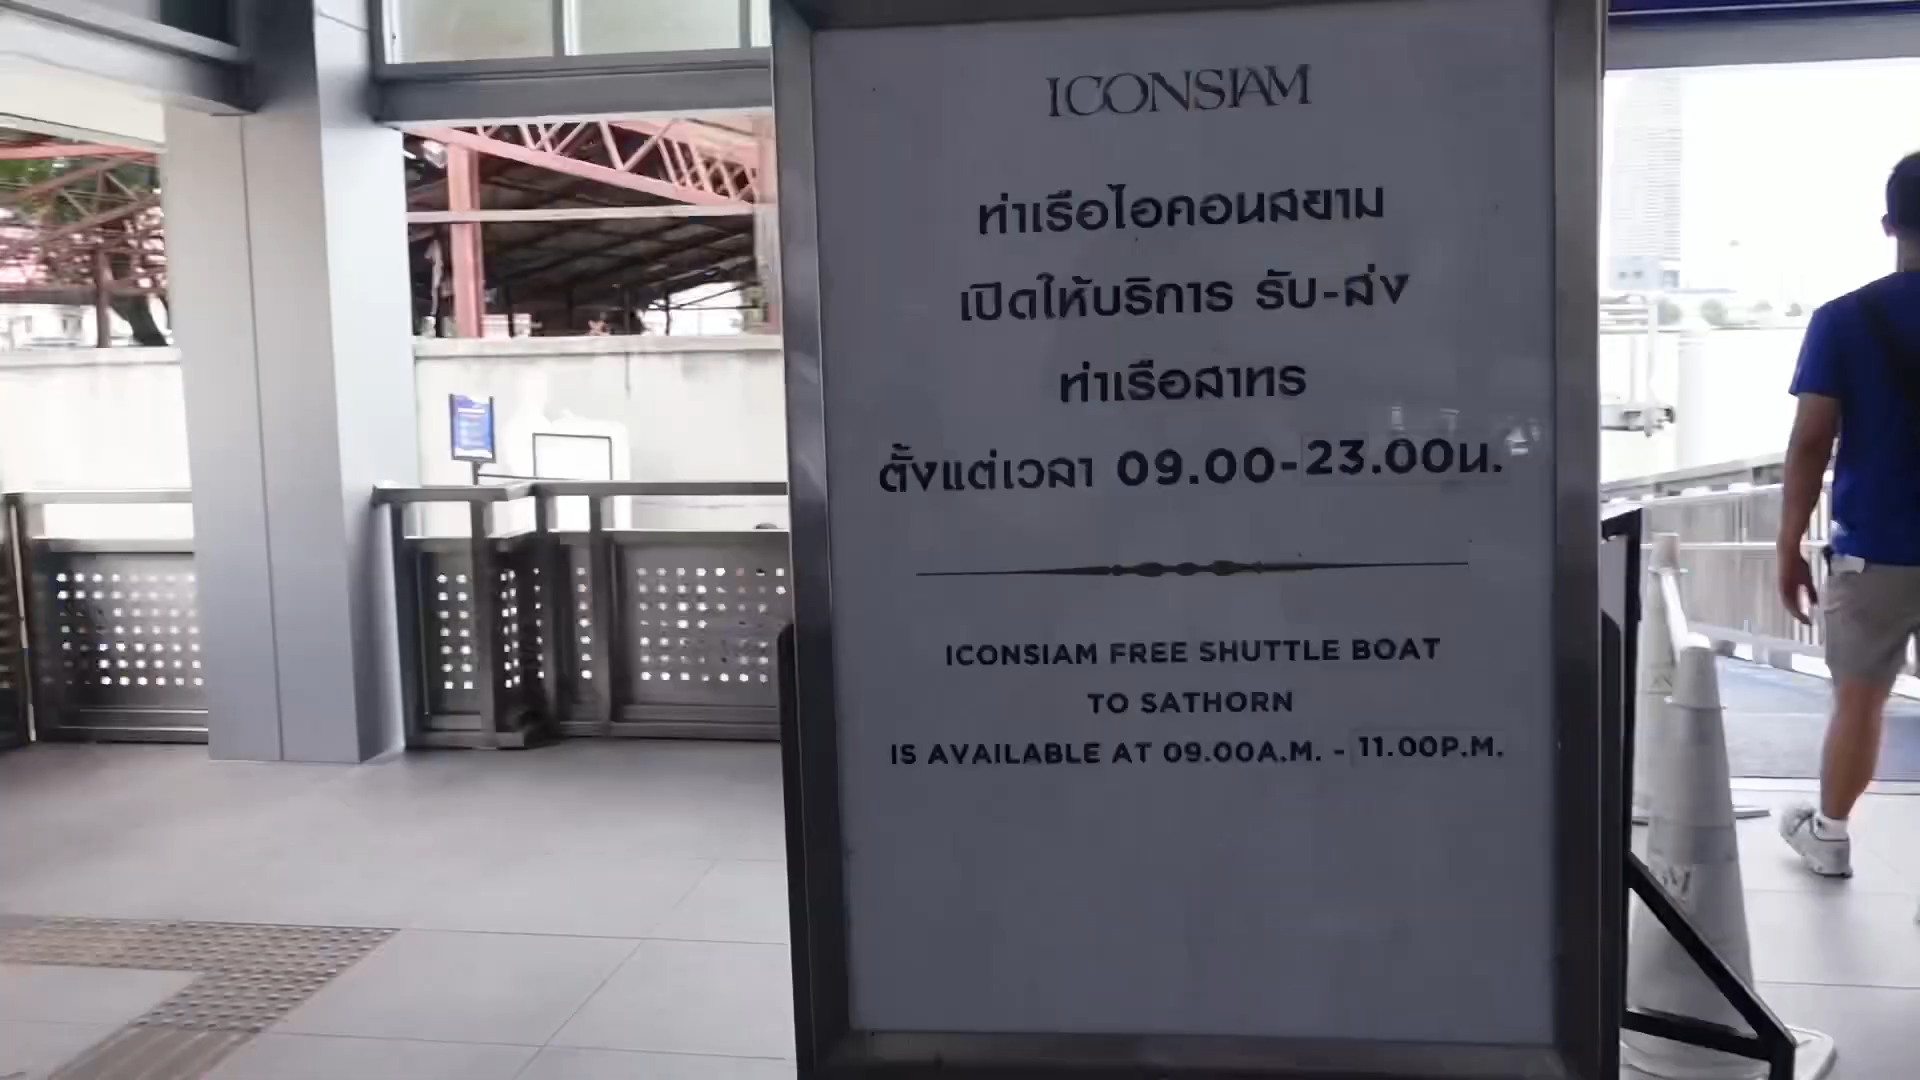 ICONSIAM
ท่าเรือไอคอนสยาม
เปิดให้บริการ รับ-ส่ง
ท่าเรือสาทร
ตั้งแต่เวลา 09.00-23.00น.
ICONSIAM FREE SHUTTLE BOAT
TO SATHORN
IS AVAILABLE AT 09.00A.M. - 11.00P.M.